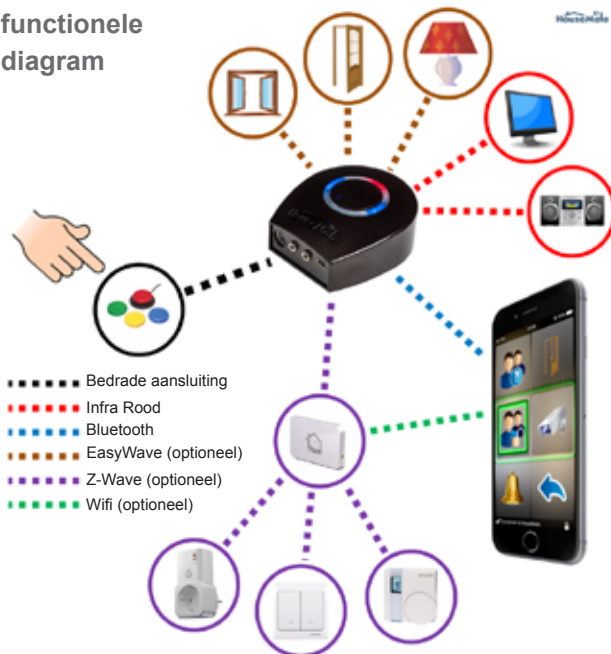 functionele
diagram
HouseMate
Bedrade aansluiting
Infra Rood
Bluetooth
EasyWave (optioneel)
Z-Wave (optioneel)
Wifi (optioneel)